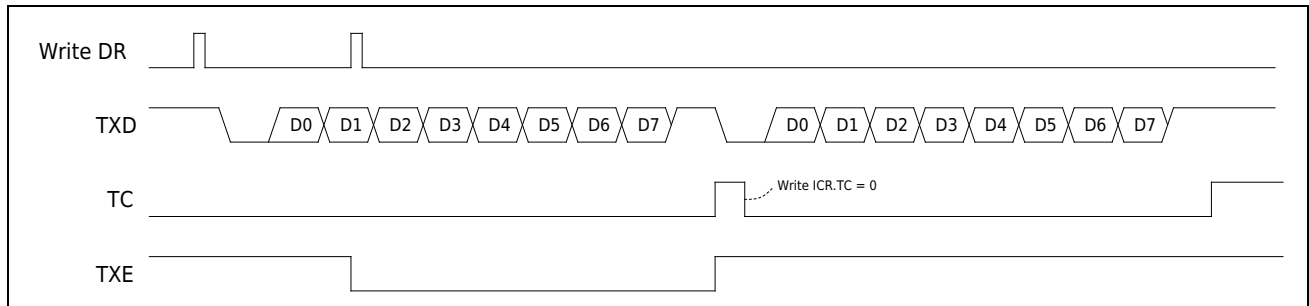 Write DR
TXD D0 D1 D2 D3 D4 D5 D6 D7 D0 D1 D2 D3 D4 D5 D6 D7
TC Write ICR.TC = 0
TXE